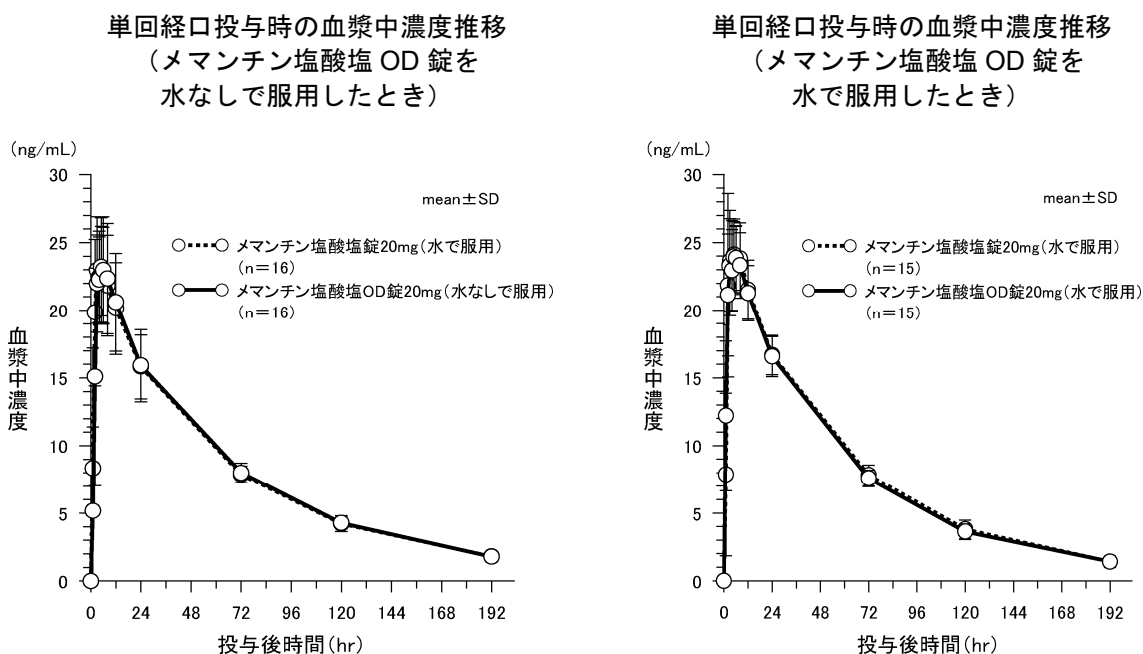 単回経口投与時の血漿中濃度推移
（メマンチン塩酸塩 OD 錠を
水なしで服用したとき）
(ng/mL)
30
25
20
15
10
5
0
血漿中濃度
mean±SD
メマンチン塩酸塩錠20mg（水で服用）
（n＝16）
メマンチン塩酸塩OD錠20mg（水なしで服用）
（n＝16）
0 24 48 72 96 120 144 168 192
投与後時間(hr)
単回経口投与時の血漿中濃度推移
（メマンチン塩酸塩 OD 錠を
水で服用したとき）
(ng/mL)
30
25
20
15
10
5
0
血漿中濃度
mean±SD
メマンチン塩酸塩錠20mg（水で服用）
（n＝15）
メマンチン塩酸塩OD錠20mg（水で服用）
（n＝15）
0 24 48 72 96 120 144 168 192
投与後時間(hr)